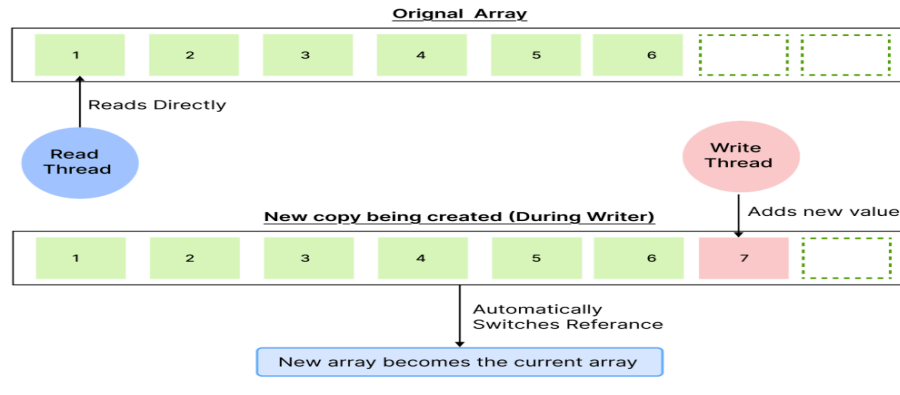 Orignal Array
1 2 3 4 5 6
Reads Directly
Read
Thread
Write
Thread
New copy being created (During Writer)
Adds new value
1 2 3 4 5 6 7
Automatically
Switches Referance
New array becomes the current array